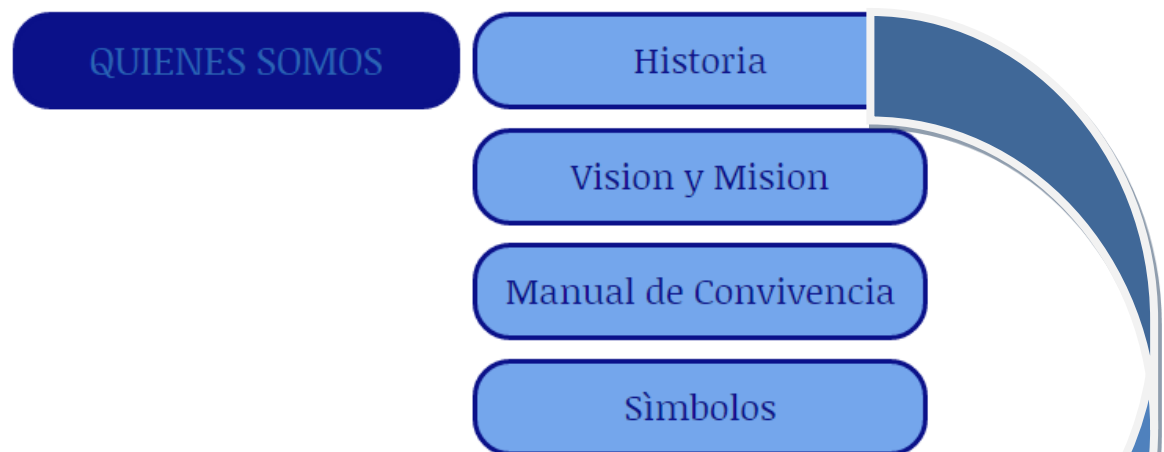 QUIENES SOMOS
Historia
Vision y Mision
Manual de Convivencia
Sìmbolos